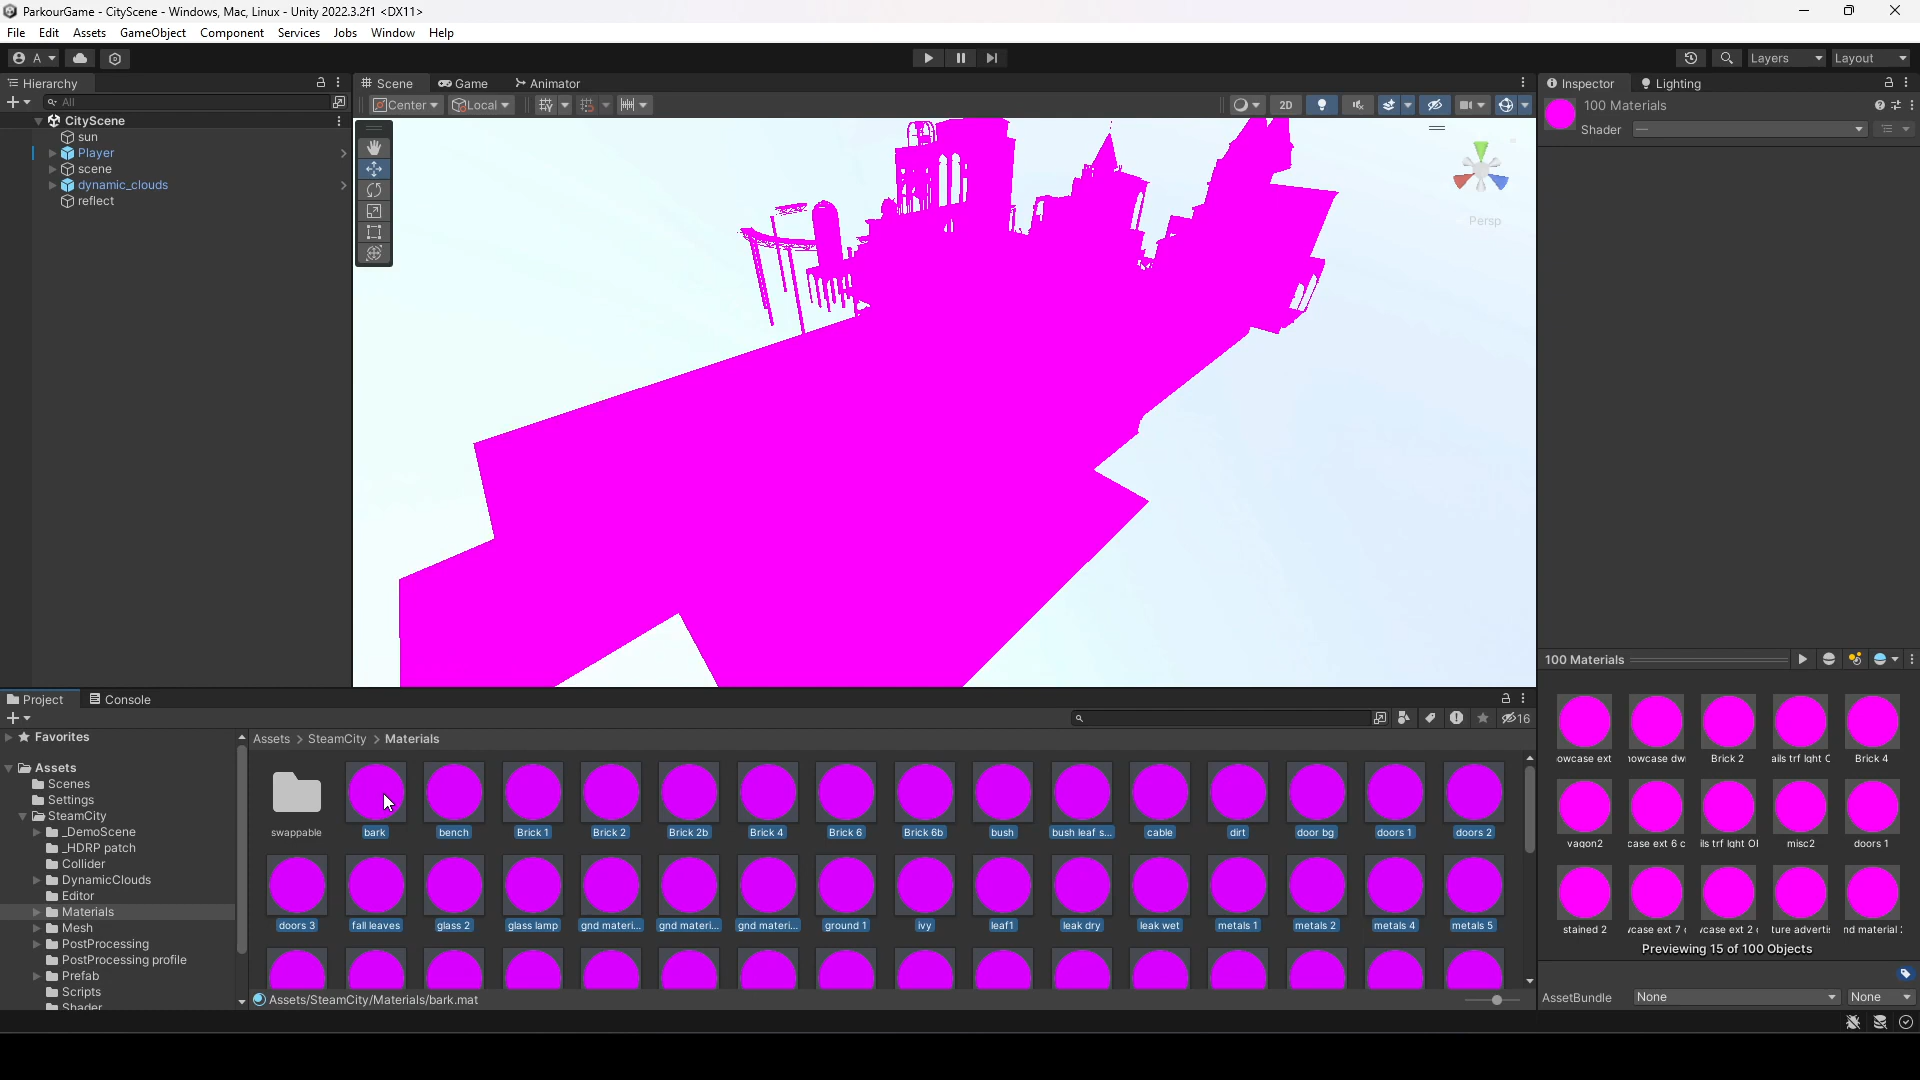 ParkourGame - CityScene - Windows, Mac, Linux - Unity 2022.3.2f1 <DX11>
File Edit Assets GameObject Component Services Jobs Window Help
A Layers Layout
Hierarchy
All
CityScene
sun
Player
scene
dynamic_clouds
reflect
Scene Game Animator
Center Local 2D
Persp
Inspector Lighting
100 Materials
Shader —
100 Materials
owcase ext
Brick 2
Brick 4
vagon2
case ext 6 c
misc2
doors 1
stained 2
Previewing 15 of 100 Objects
AssetBundle None None
Project Console
16
Favorites
Assets
Scenes
Settings
SteamCity
_DemoScene
_HDRP patch
Collider
DynamicClouds
Editor
Materials
Mesh
PostProcessing
PostProcessing profile
Prefab
Scripts
Shader
Assets > SteamCity > Materials
swappable bark bench Brick 1 Brick 2 Brick 2b Brick 4 Brick 6 Brick 6b bush bush leaf s... cable dirt door bg doors 1 doors 2
doors 3 fall leaves glass 2 glass lamp gnd materi... gnd materi... gnd materi... ground 1 ivy leaf1 leak dry leak wet metals 1 metals 2 metals 4 metals 5
Assets/SteamCity/Materials/bark.mat